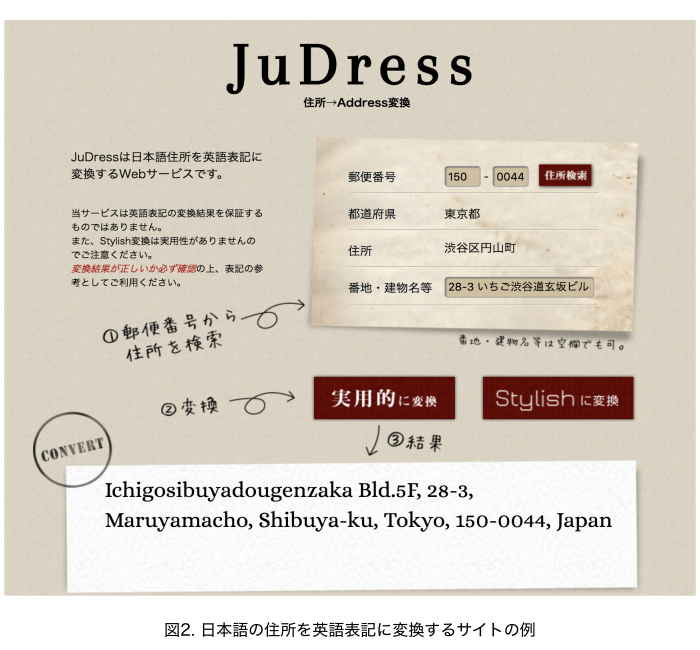 JuDress
住所→Address変換
JuDressは日本語住所を英語表記に
変換するWebサービスです。
当サービスは英語表記の変換結果を保証する
ものではありません。
また、Stylish変換は実用性がありませんの
でご注意ください。
変換結果が正しいか必ず確認の上、表記の参
考としてご利用ください。
郵便番号 150 - 0044 住所検索
都道府県 東京都
住所 渋谷区円山町
番地・建物名等 28-3 いちご渋谷道玄坂ビル
番地・建物名等は空欄でも可。
①郵便番号から
住所を検索
②変換
実用的に変換
Stylishに変換
③結果
CONVERT
Ichigosibuyadougenzaka Bld.5F, 28-3,
Maruyamacho, Shibuya-ku, Tokyo, 150-0044, Japan
図2. 日本語の住所を英語表記に変換するサイトの例